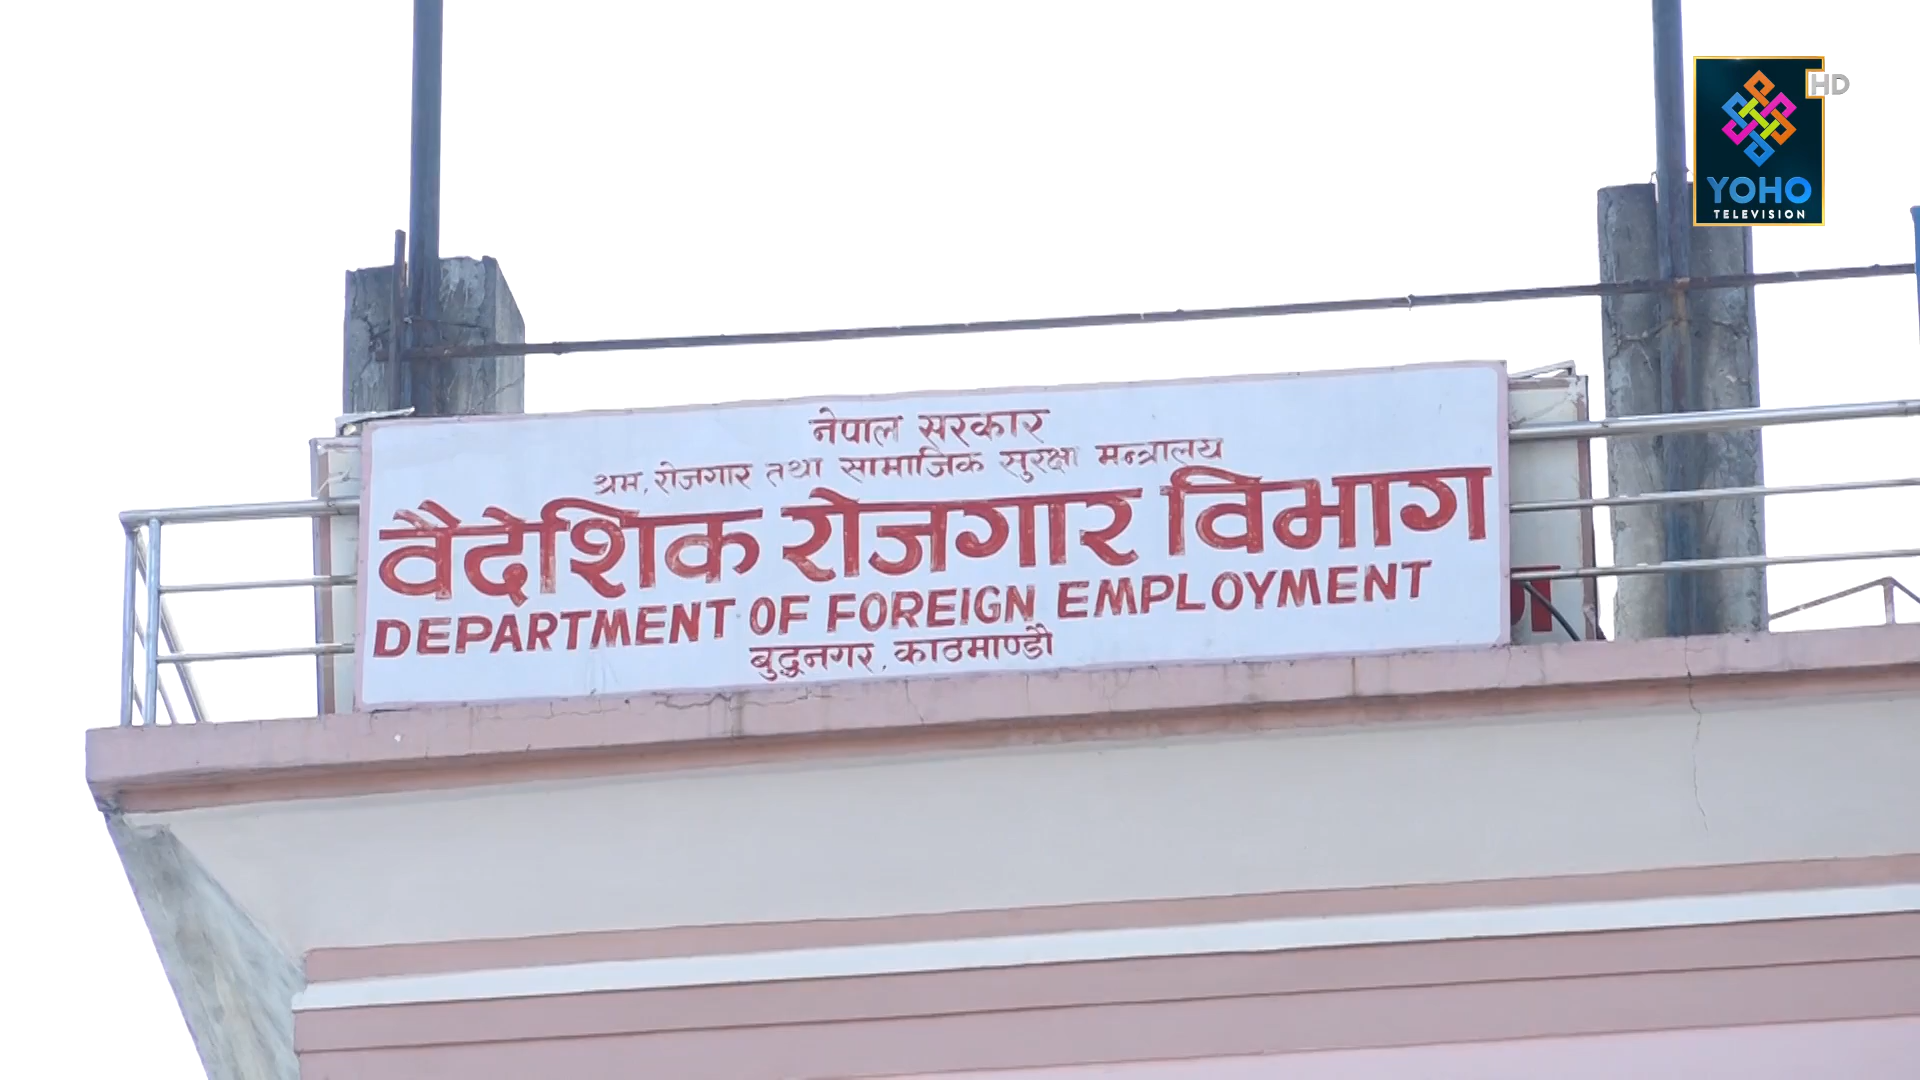 HD
YOHO
TELEVISION
नेपाल सरकार
श्रम, रोजगार तथा सामाजिक सुरक्षा मन्त्रालय
वैदेशिक रोजगार विभाग
DEPARTMENT OF FOREIGN EMPLOYMENT
बुद्धनगर, काठमाण्डौ